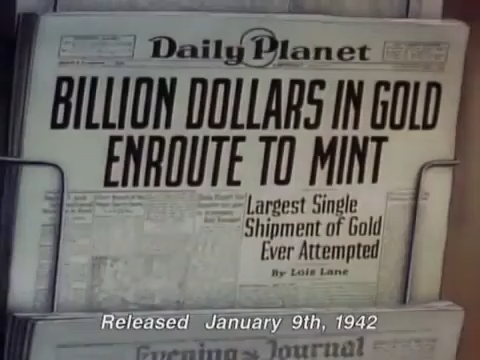 Daily Planet
BILLION DOLLARS IN GOLD
ENROUTE TO MINT
Largest Single
Shipment of Gold
Ever Attempted
By Lois Lane
Released January 9th, 1942
Evening Journal